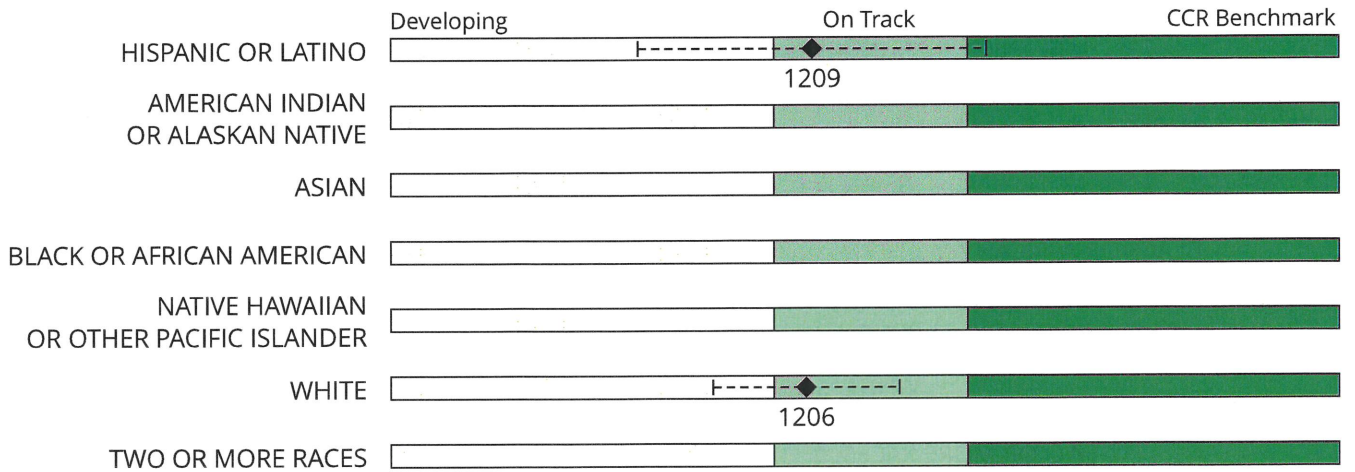 Developing On Track CCR Benchmark
HISPANIC OR LATINO
1209
AMERICAN INDIAN
OR ALASKAN NATIVE
ASIAN
BLACK OR AFRICAN AMERICAN
NATIVE HAWAIIAN
OR OTHER PACIFIC ISLANDER
WHITE
1206
TWO OR MORE RACES